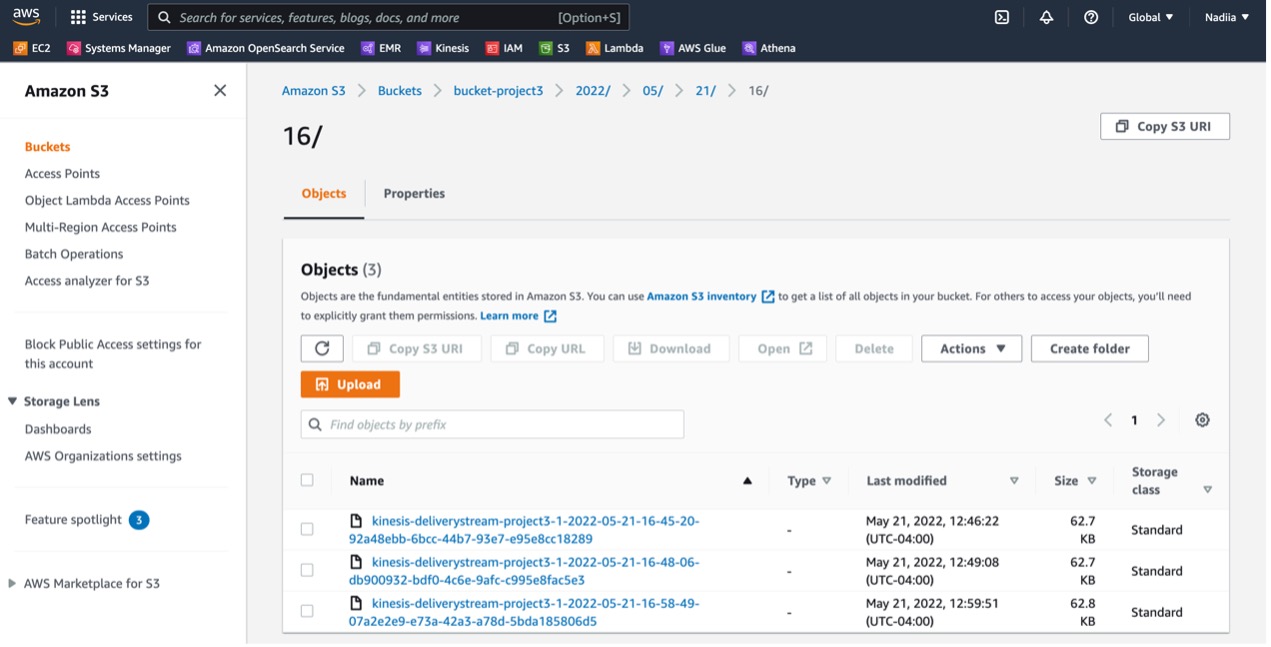 aws Services Search for services, features, blogs, docs, and more [Option+S] Global Nadiia
EC2 Systems Manager Amazon OpenSearch Service EMR Kinesis IAM S3 Lambda AWS Glue Athena
Amazon S3
Buckets
Access Points
Object Lambda Access Points
Multi-Region Access Points
Batch Operations
Access analyzer for S3
Block Public Access settings for
this account
Storage Lens
Dashboards
AWS Organizations settings
Feature spotlight 3
AWS Marketplace for S3
Amazon S3 > Buckets > bucket-project3 > 2022/ > 05/ > 21/ > 16/
16/
Copy S3 URI
Objects Properties
Objects (3)
Objects are the fundamental entities stored in Amazon S3. You can use Amazon S3 inventory to get a list of all objects in your bucket. For others to access your objects, you'll need
to explicitly grant them permissions. Learn more
Copy S3 URI Copy URL Download Open Delete Actions Create folder
Upload
Find objects by prefix
1
Name Type Last modified Size Storage
class
kinesis-deliverystream-project3-1-2022-05-21-16-45-20- - May 21, 2022, 12:46:22 62.7 Standard
92a48ebb-6bcc-44b7-93e7-e95e8cc18289 (UTC-04:00) KB
kinesis-deliverystream-project3-1-2022-05-21-16-48-06- - May 21, 2022, 12:49:08 62.7 Standard
db900932-bdf0-4c6e-9afc-c995e8fac5e3 (UTC-04:00) KB
kinesis-deliverystream-project3-1-2022-05-21-16-58-49- - May 21, 2022, 12:59:51 62.8 Standard
07a2e2e9-e73a-42a3-a78d-5bda185806d5 (UTC-04:00) KB